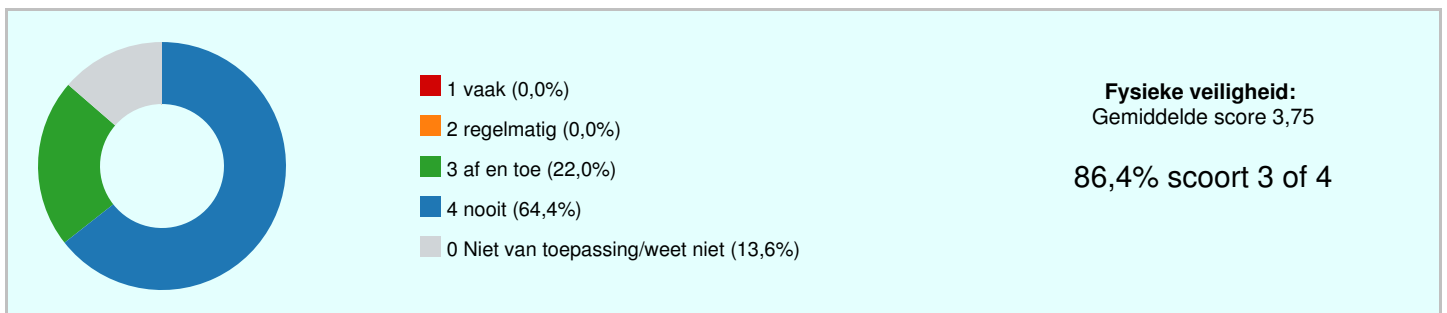 1 vaak (0,0%)
2 regelmatig (0,0%)
3 af en toe (22,0%)
4 nooit (64,4%)
0 Niet van toepassing/weet niet (13,6%)
Fysieke veiligheid:
Gemiddelde score 3,75
86,4% scoort 3 of 4